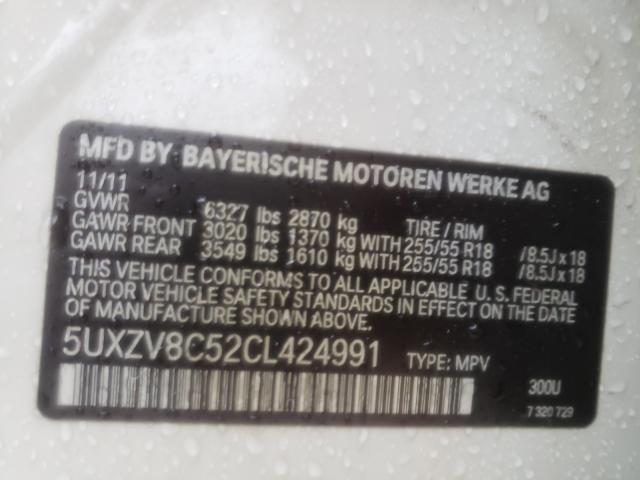 MFD BY BAYERISCHE MOTOREN WERKE AG
11/11
GVWR 6327 lbs 2870 kg TIRE / RIM
GAWR FRONT 3020 lbs 1370 kg WITH 255/55 R18 /8.5J x 18
GAWR REAR 3549 lbs 1610 kg WITH 255/55 R18 /8.5J x 18
THIS VEHICLE CONFORMS TO ALL APPLICABLE U. S. FEDERAL
MOTOR VEHICLE SAFETY STANDARDS IN EFFECT ON THE DATE
OF MANUFACTURE SHOWN ABOVE.
5UXZV8C52CL424991 TYPE: MPV
300U
7 320 729